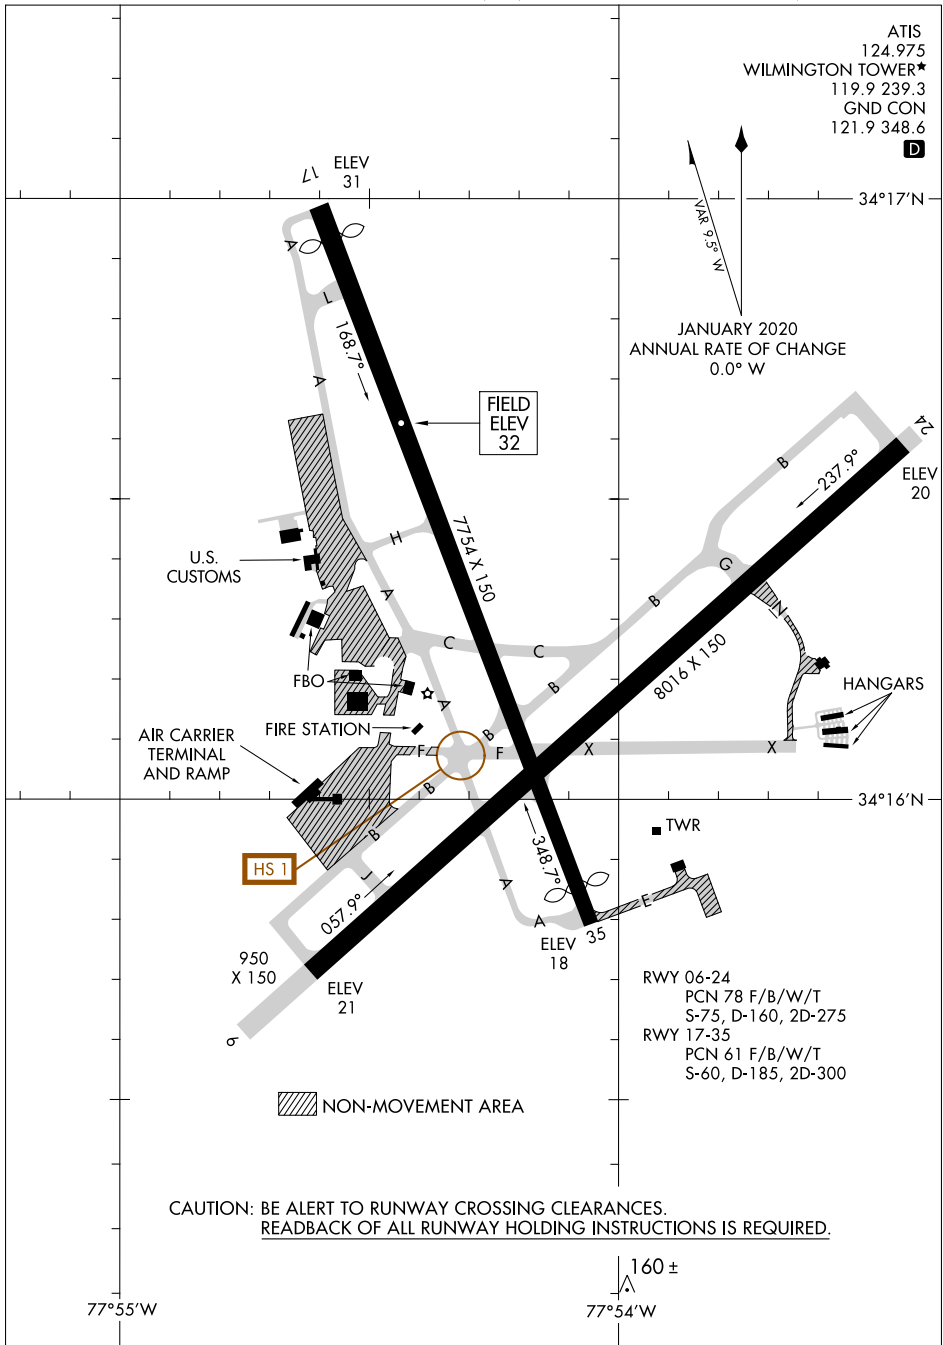 ATIS
124.975
WILMINGTON TOWER★
119.9 239.3
GND CON
121.9 348.6
D
17
ELEV
31
34°17'N
VAR 9.5° W
JANUARY 2020
ANNUAL RATE OF CHANGE
0.0° W
A
L
168.7°
A
FIELD
ELEV
32
24
ELEV
20
B
237.9°
7754 X 150
H
U.S.
CUSTOMS
G
A
B
N
C
C
8016 X 150
FBO
B
HANGARS
A
FIRE STATION
B
AIR CARRIER
TERMINAL
AND RAMP
F
F
X
X
B
34°16'N
TWR
B
HS 1
348.7°
J
A
E
057.9°
A
35
ELEV
18
950
X 150
ELEV
21
6
RWY 06-24
PCN 78 F/B/W/T
S-75, D-160, 2D-275
RWY 17-35
PCN 61 F/B/W/T
S-60, D-185, 2D-300
NON-MOVEMENT AREA
CAUTION: BE ALERT TO RUNWAY CROSSING CLEARANCES.
READBACK OF ALL RUNWAY HOLDING INSTRUCTIONS IS REQUIRED.
160 ±
77°55'W
77°54'W